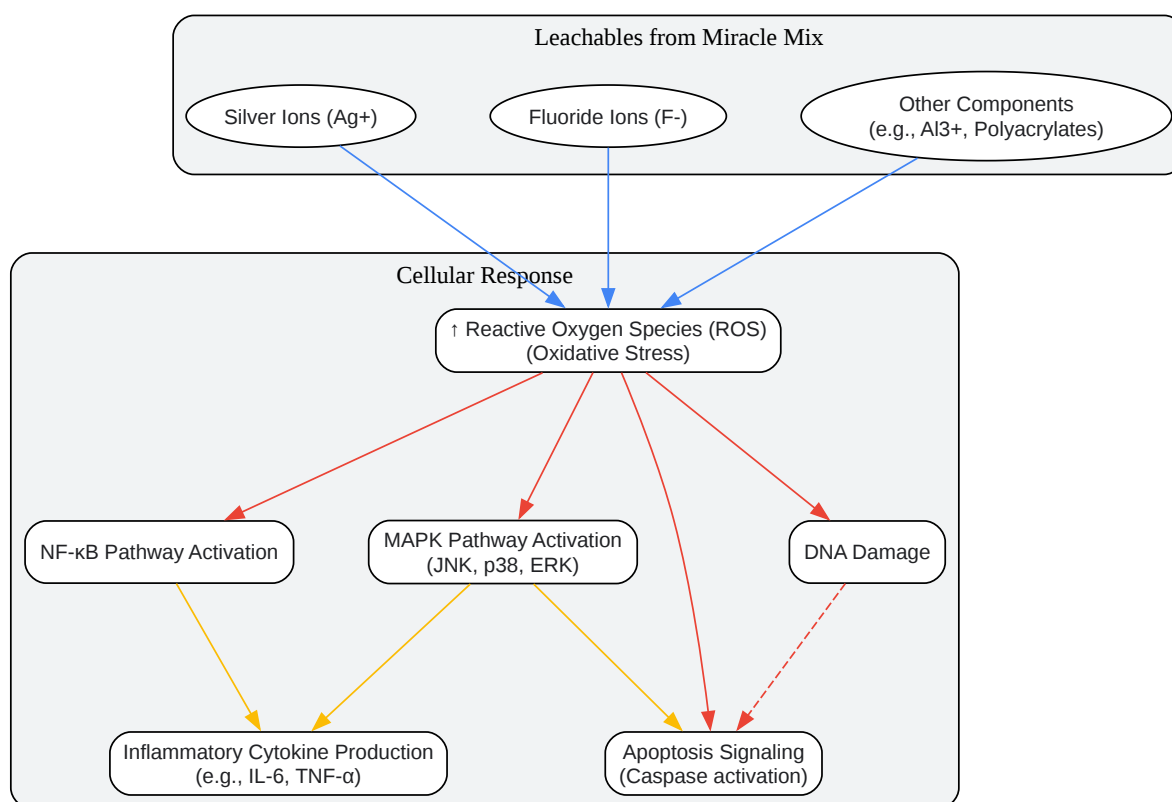 Leachables from Miracle Mix
Silver Ions (Ag+)
Fluoride Ions (F-)
Other Components
(e.g., Al3+, Polyacrylates)
Cellular Response
↑ Reactive Oxygen Species (ROS)
(Oxidative Stress)
NF-κB Pathway Activation
MAPK Pathway Activation
(JNK, p38, ERK)
DNA Damage
Inflammatory Cytokine Production
(e.g., IL-6, TNF-α)
Apoptosis Signaling
(Caspase activation)